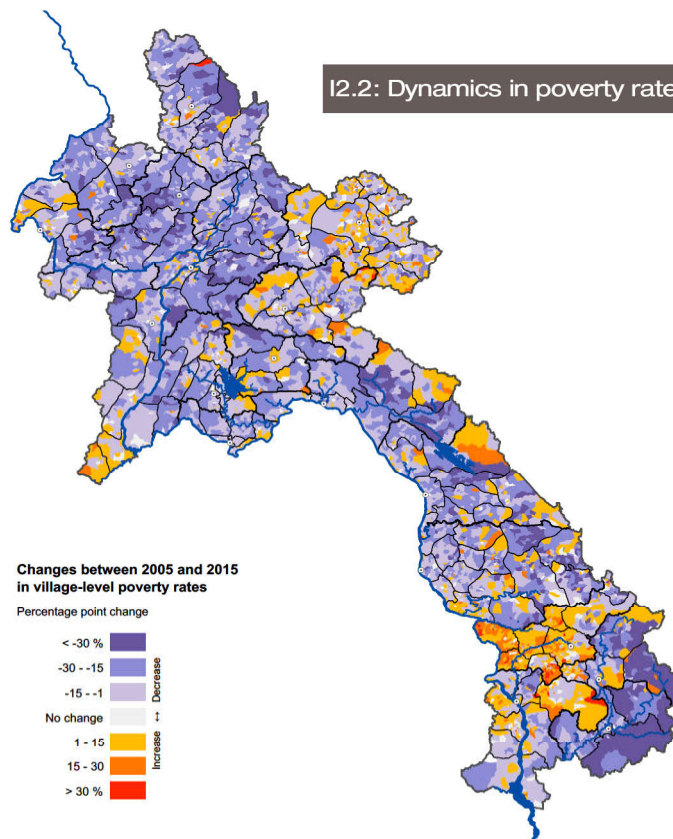 I2.2: Dynamics in poverty rate
Changes between 2005 and 2015
in village-level poverty rates
Percentage point change
< -30 %
-30 - -15
-15 - -1
No change ↔
1 - 15
15 - 30
> 30 %
Decrease
Increase